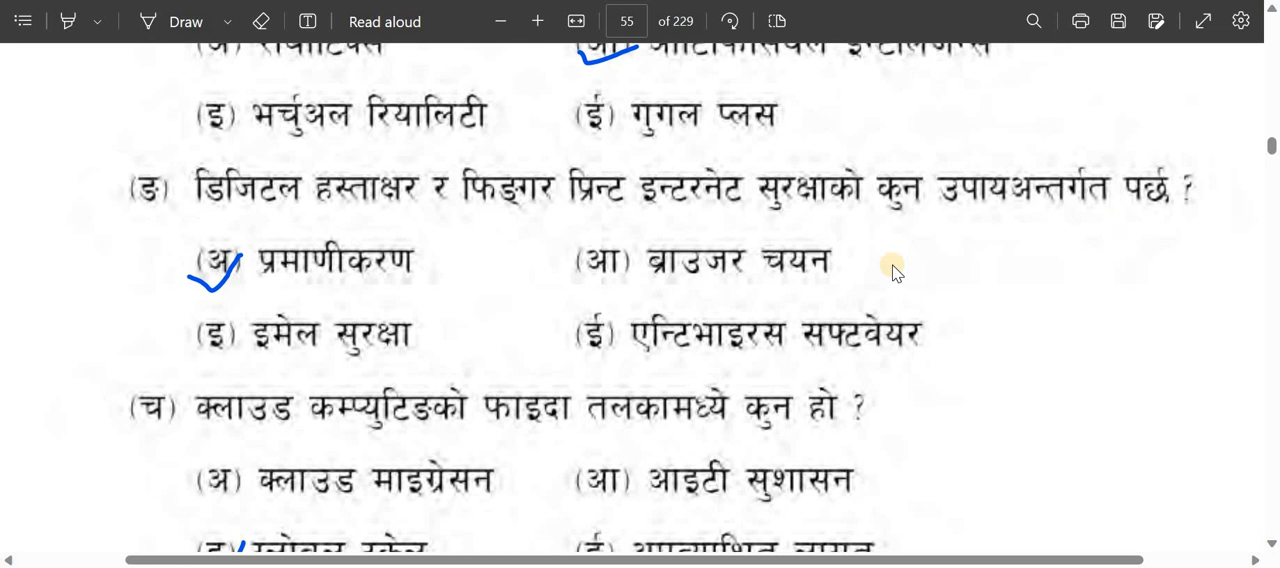 Draw Read aloud 55 of 229
(इ) भर्चुअल रियालिटी (ई) गुगल प्लस
(ङ) डिजिटल हस्ताक्षर र फिङ्गर प्रिन्ट इन्टरनेट सुरक्षाको कुन उपायअन्तर्गत पर्छ ?
(अ) प्रमाणीकरण (आ) ब्राउजर चयन
(इ) इमेल सुरक्षा (ई) एन्टिभाइरस सफ्टवेयर
(च) क्लाउड कम्प्युटिङको फाइदा तलकामध्ये कुन हो ?
(अ) क्लाउड माइग्रेसन (आ) आइटी सुशासन